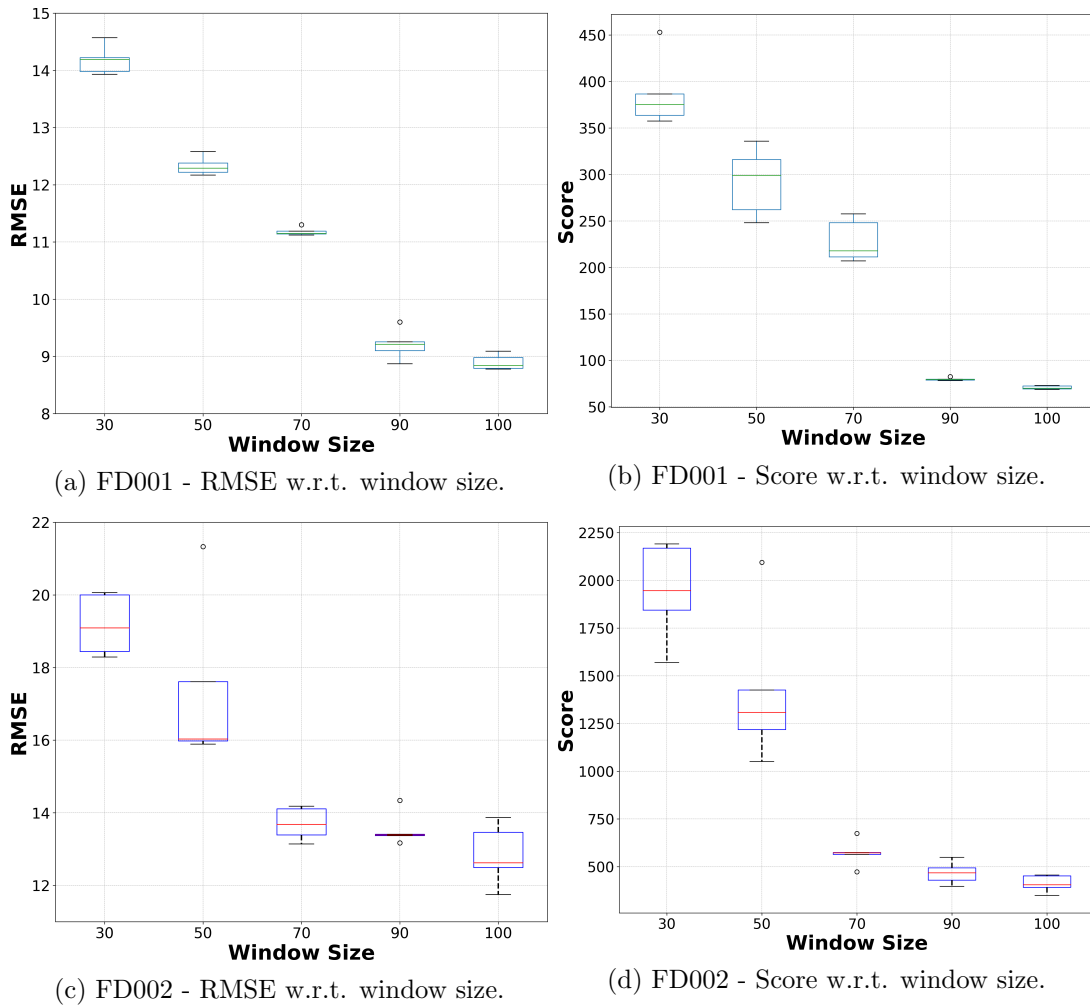 15
14
13
12
11
10
9
8
RMSE
30 50 70 90 100
Window Size
(a) FD001 - RMSE w.r.t. window size.
450
400
350
300
250
200
150
100
50
Score
30 50 70 90 100
Window Size
(b) FD001 - Score w.r.t. window size.
22
20
18
16
14
12
RMSE
30 50 70 90 100
Window Size
(c) FD002 - RMSE w.r.t. window size.
2250
2000
1750
1500
1250
1000
750
500
Score
30 50 70 90 100
Window Size
(d) FD002 - Score w.r.t. window size.